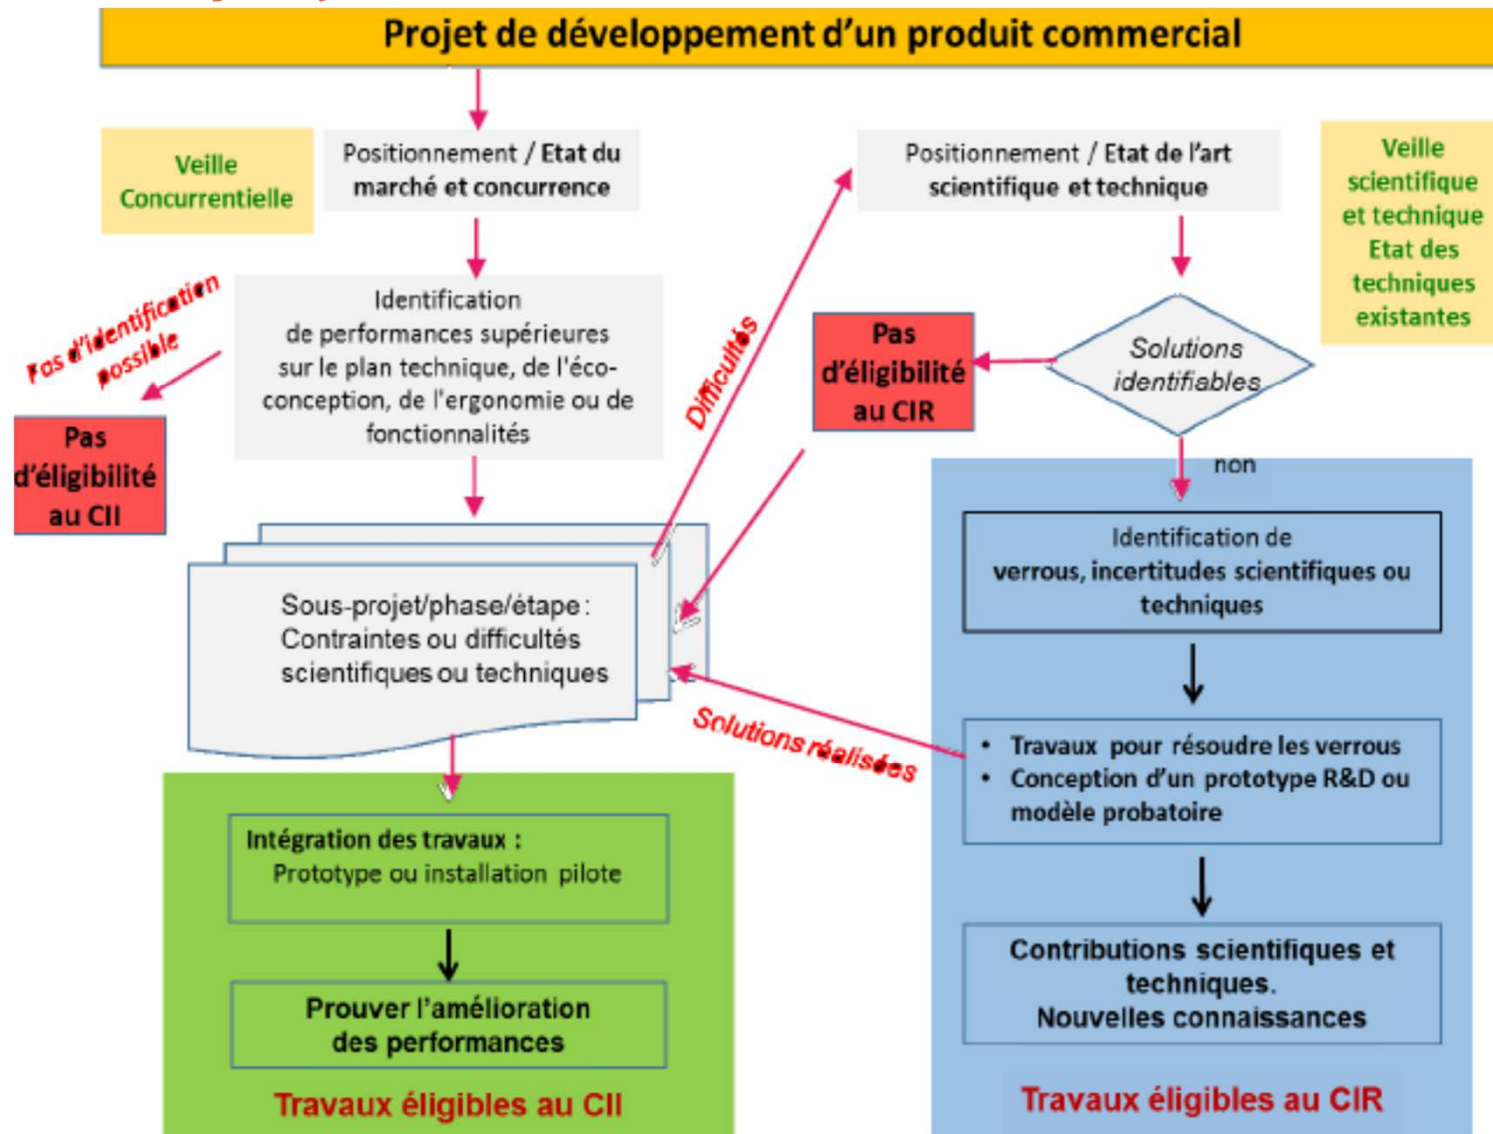 Projet de développement d'un produit commercial
Veille
Concurrentielle
Positionnement / Etat du
marché et concurrence
Positionnement / Etat de l'art
scientifique et technique
Veille
scientifique
et technique
Etat des
techniques
existantes
Pas d'identification
possible
Identification
de performances supérieures
sur le plan technique, de l'éco-
conception, de l'ergonomie ou de
fonctionnalités
Difficultés
Pas
d'éligibilité
au CIR
Solutions
identifiables
non
Pas
d'éligibilité
au CII
Identification de
verrous, incertitudes scientifiques ou
techniques
Sous-projet/phase/étape :
Contraintes ou difficultés
scientifiques ou techniques
Solutions réalisées
• Travaux pour résoudre les verrous
• Conception d'un prototype R&D ou
modèle probatoire
Intégration des travaux :
Prototype ou installation pilote
Contributions scientifiques et
techniques.
Nouvelles connaissances
Prouver l'amélioration
des performances
Travaux éligibles au CII
Travaux éligibles au CIR